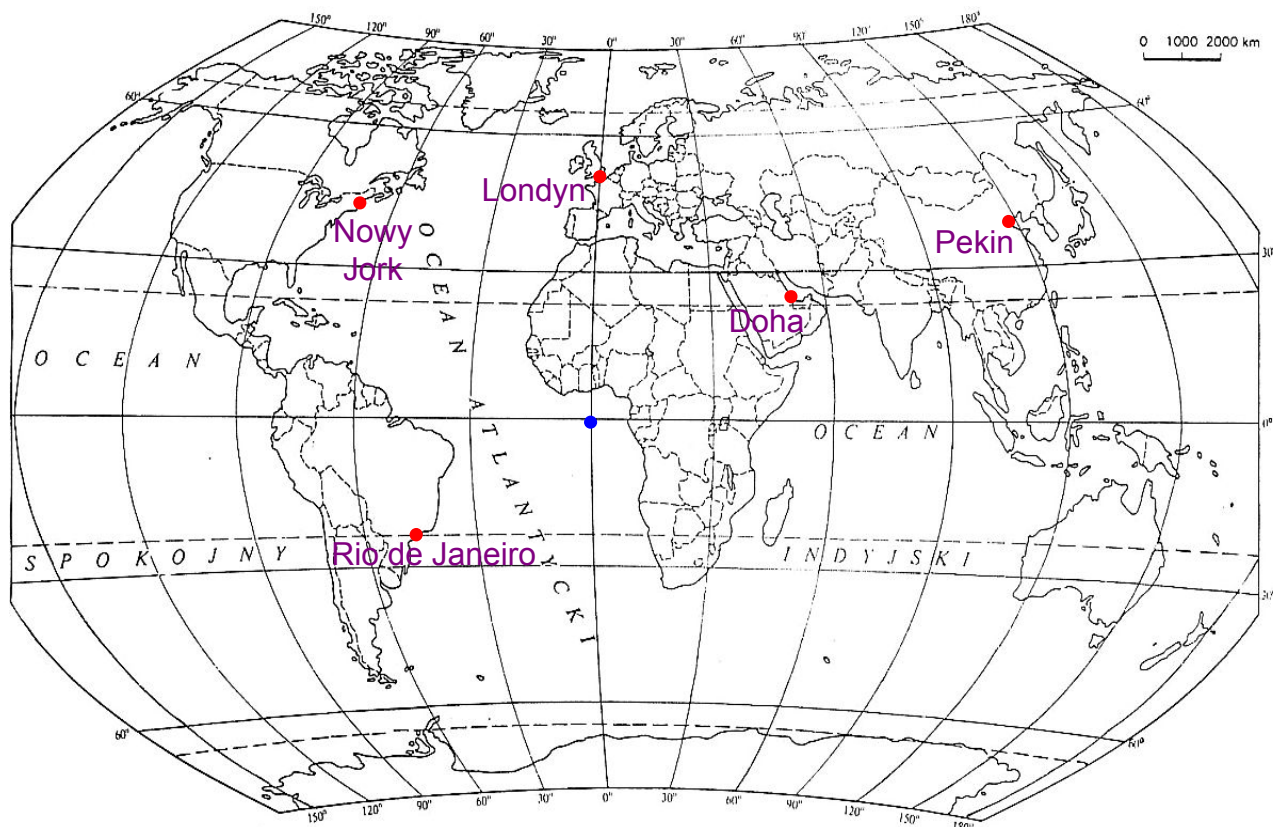 150° 120° 90° 60° 30° 0° 30° 60° 90° 120° 150° 180°
0 1000 2000 km
60° 60°
Londyn
Nowy
Jork
Pekin
30°
Doha
OCEAN
OCEAN ATLANTYCKI
OCEAN
0°
SPOKOJNY
Rio de Janeiro
INDYJSKI
30°
60° 60°
150° 120° 90° 60° 30° 0° 30° 60° 90° 120° 150° 180°